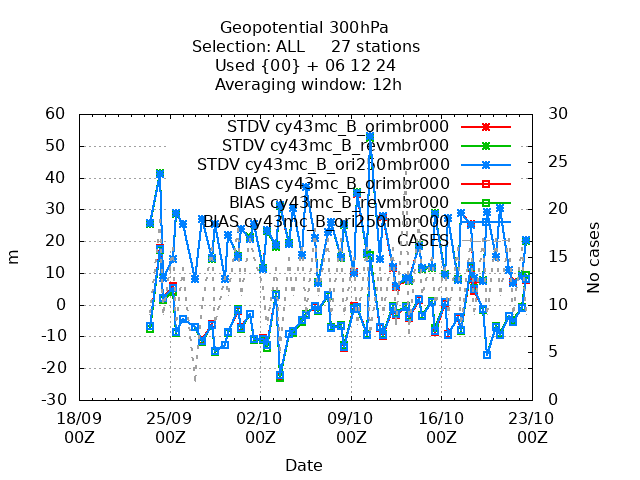 Geopotential 300hPa
Selection: ALL     27 stations
Used {00} + 06 12 24
Averaging window: 12h
STDV cy43mc_B_orimbr000
STDV cy43mc_B_revmbr000
STDV cy43mc_B_ori250mbr000
BIAS cy43mc_B_orimbr000
BIAS cy43mc_B_revmbr000
BIAS cy43mc_B_ori250mbr000
CASES
60
50
40
30
20
10
0
-10
-20
-30
m
30
25
20
15
10
5
0
No cases
18/09 25/09 02/10 09/10 16/10 23/10
00Z 00Z 00Z 00Z 00Z 00Z
Date